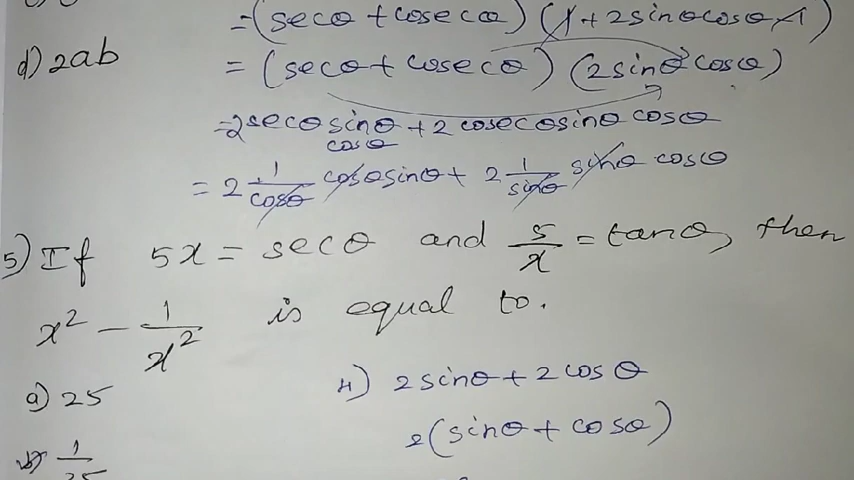 =(secθ + cosecθ) (1 + 2sinθcosθ - 1)
d) 2ab
= (secθ + cosecθ) (2sinθ cosθ)
=2secθ sinθ cosθ + 2 cosecθ sinθ cosθ
= 2 1/cosθ cosθ sinθ + 2 1/sinθ sinθ cosθ
5) If 5x = secθ and 5/x = tanθ, then
x² - 1/x² is equal to.
a) 25
4) 2sinθ + 2cosθ
2(sinθ + cosθ)
b) 1/25